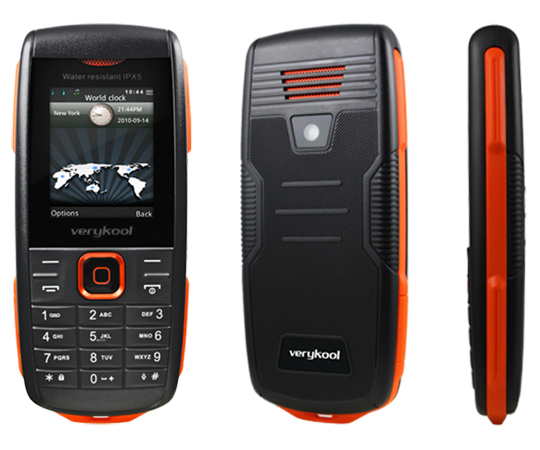 Water resistant IPX5
10:44
World clock
New York
21:44PM
2010-09-14
Options Back
verykool
1 QBD 2 ABC DEF 3
4 GHI 5 JKL MNO 6
7 PQRS 8 TUV WXYZ 9
* 0 - + #
verykool